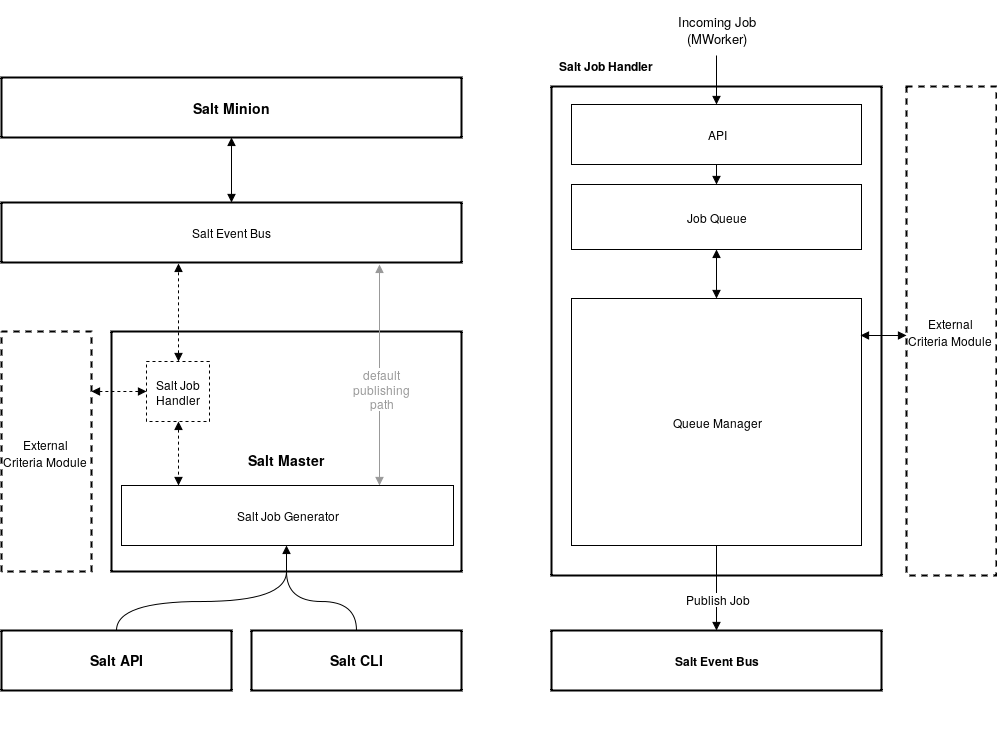 Salt Minion
Salt Event Bus
default
publishing
path
Salt Job
Handler
External
Criteria Module
Salt Master
Salt Job Generator
Salt API
Salt CLI
Incoming Job
(MWorker)
Salt Job Handler
API
Job Queue
External
Criteria Module
Queue Manager
Publish Job
Salt Event Bus